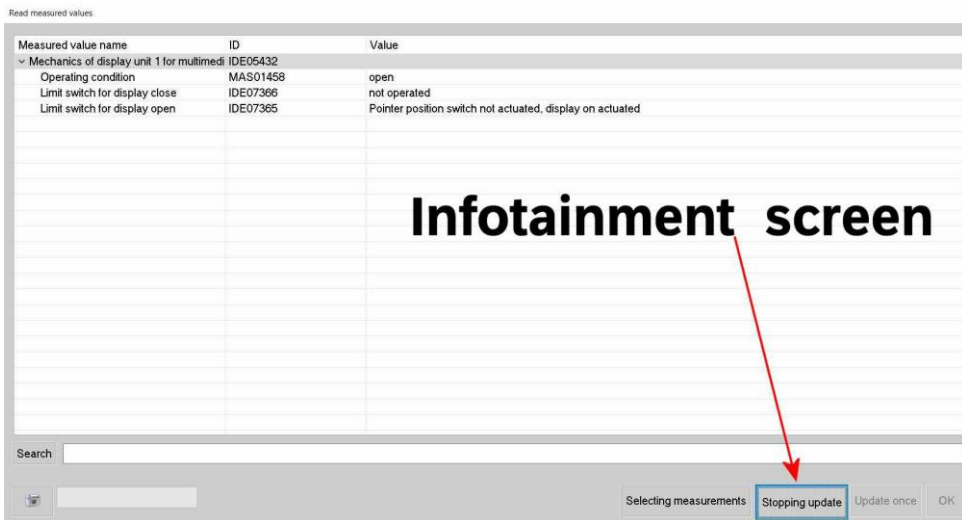 Read measured values
Measured value name ID Value
Mechanics of display unit 1 for multimedi IDE05432
Operating condition MAS01458 open
Limit switch for display close IDE07366 not operated
Limit switch for display open IDE07365 Pointer position switch not actuated, display on actuated
Infotainment screen
Search
Selecting measurements Stopping update Update once OK